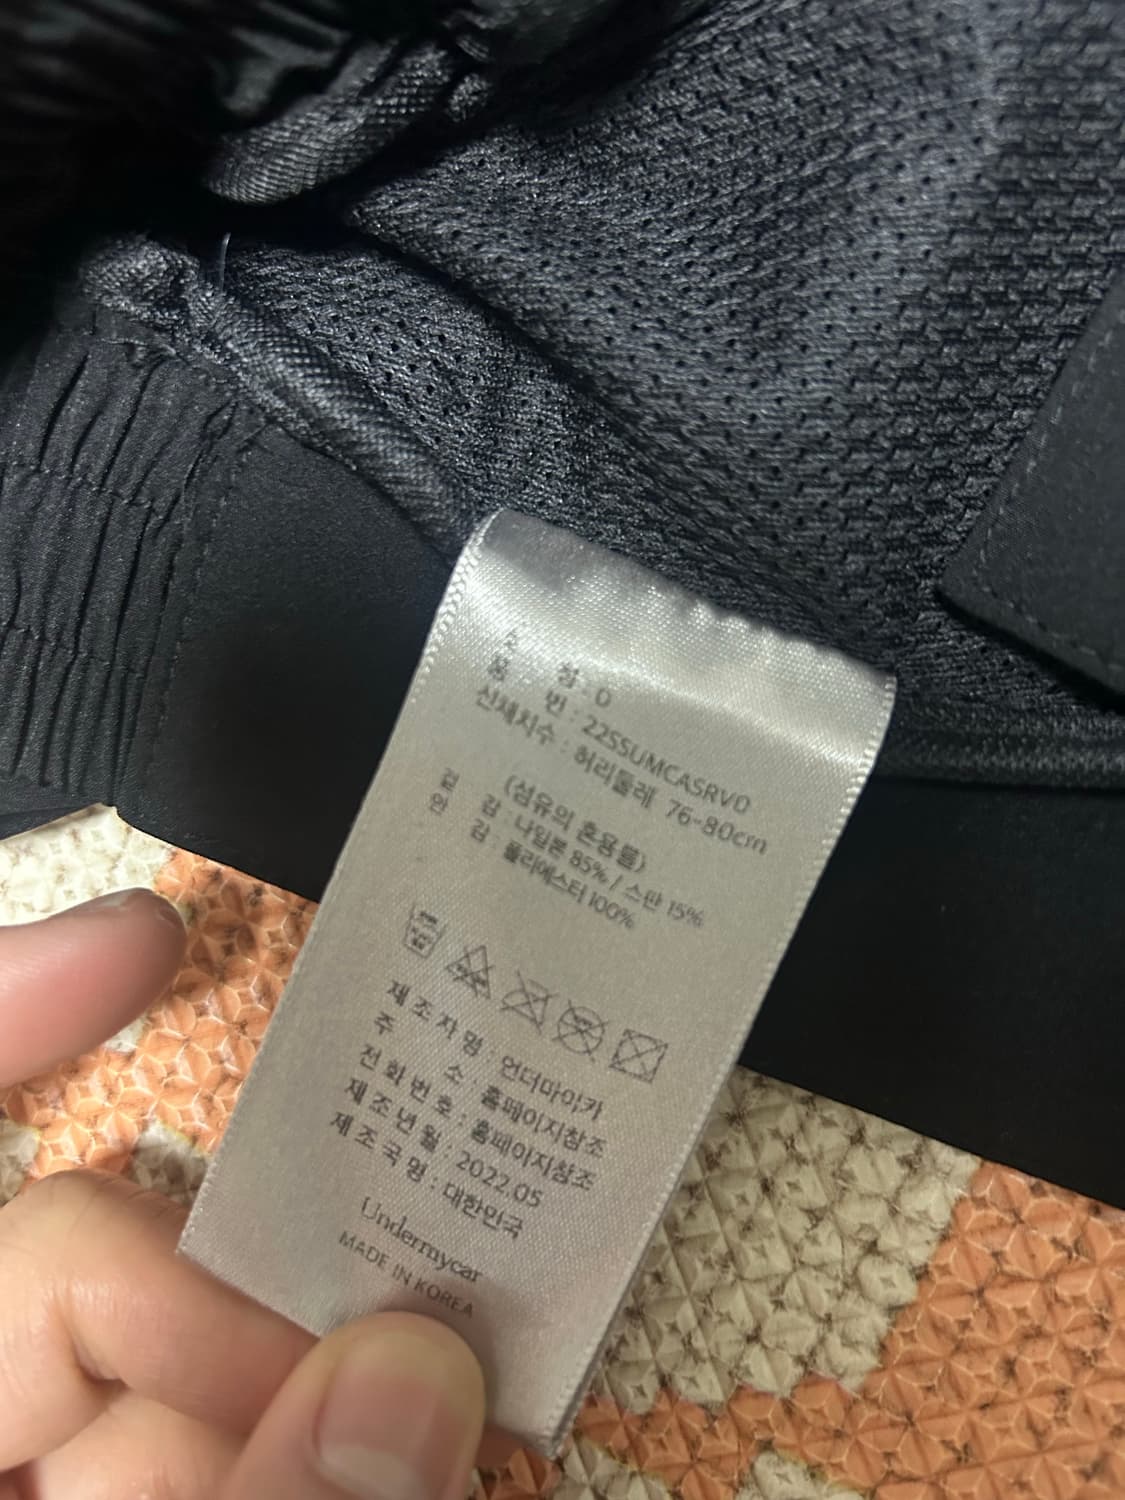 품 번 : 22SSUMCASRVD
신체치수 : 허리둘레 76-80cm
(섬유의 혼용률)
겉 감 : 나일론 85% / 스판 15%
안 감 : 폴리에스터 100%
제조자명 : 언더마이카
주 소 : 홈페이지참조
전화번호 : 홈페이지참조
제조년월 : 2022.05
제조국명 : 대한민국
Undermycar
MADE IN KOREA